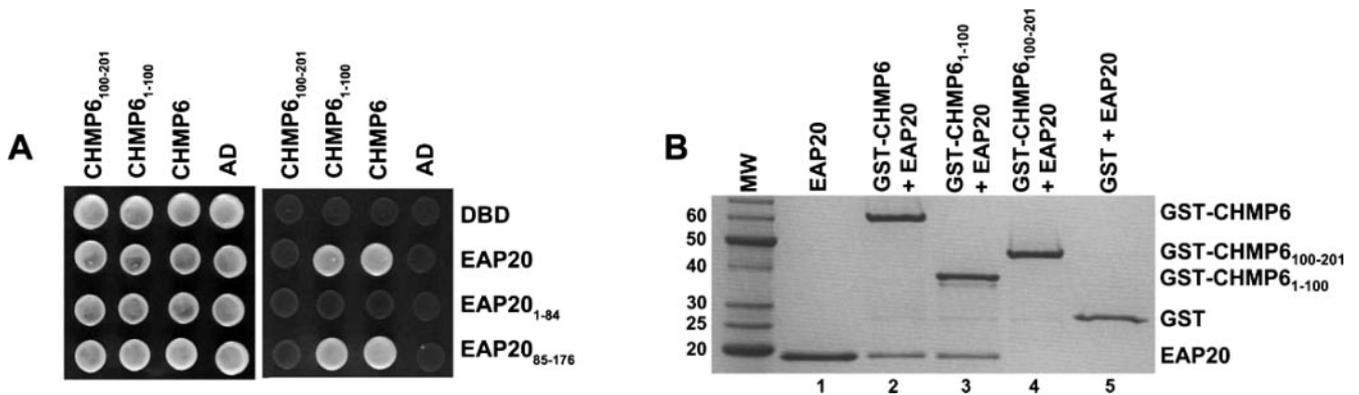 A
CHMP6100-201
CHMP61-100
CHMP6
AD
CHMP6100-201
CHMP61-100
CHMP6
AD
DBD
EAP20
EAP201-84
EAP2085-176
B
MW
EAP20
GST-CHMP6
+ EAP20
GST-CHMP61-100
+ EAP20
GST-CHMP6100-201
+ EAP20
GST + EAP20
60
50
40
30
25
20
GST-CHMP6
GST-CHMP6100-201
GST-CHMP61-100
GST
EAP20
1 2 3 4 5